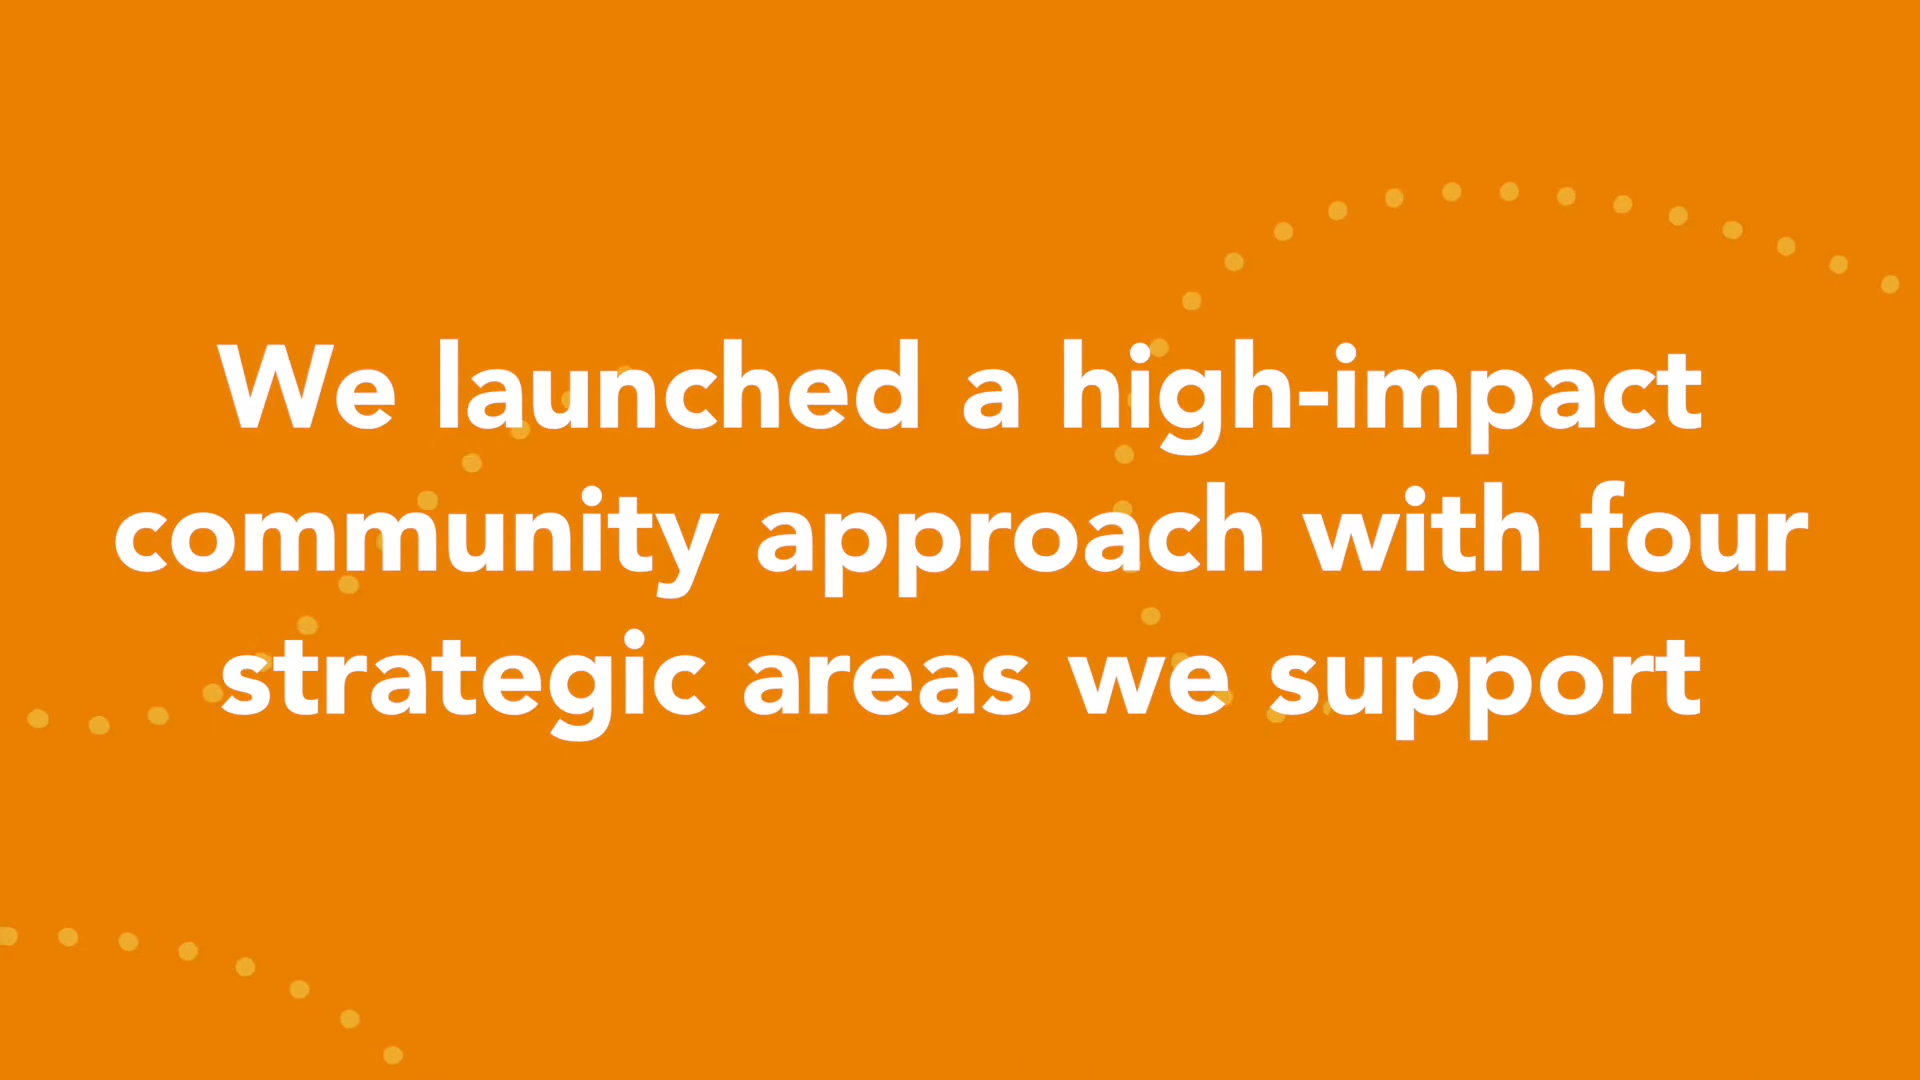 We launched a high-impact
community approach with four
strategic areas we support